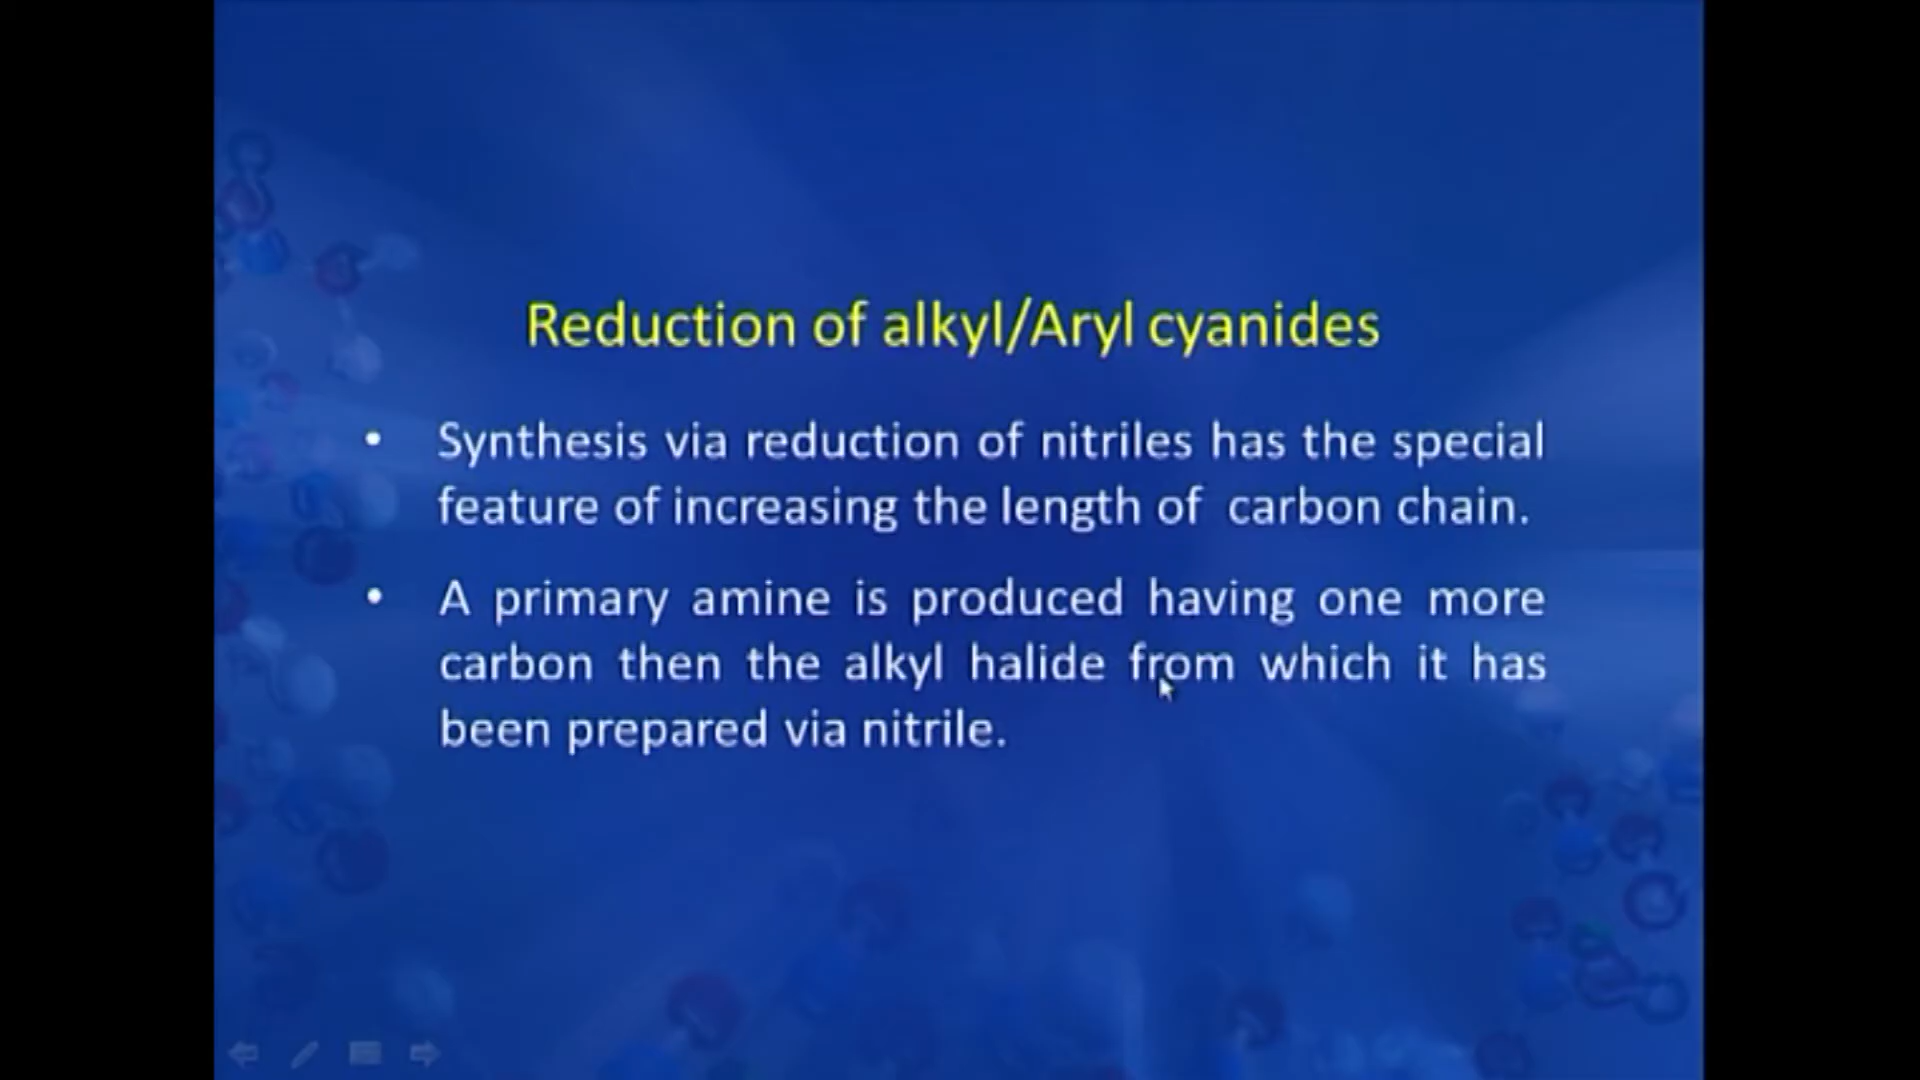 Reduction of alkyl/Aryl cyanides
• Synthesis via reduction of nitriles has the special
feature of increasing the length of carbon chain.
• A primary amine is produced having one more
carbon then the alkyl halide from which it has
been prepared via nitrile.